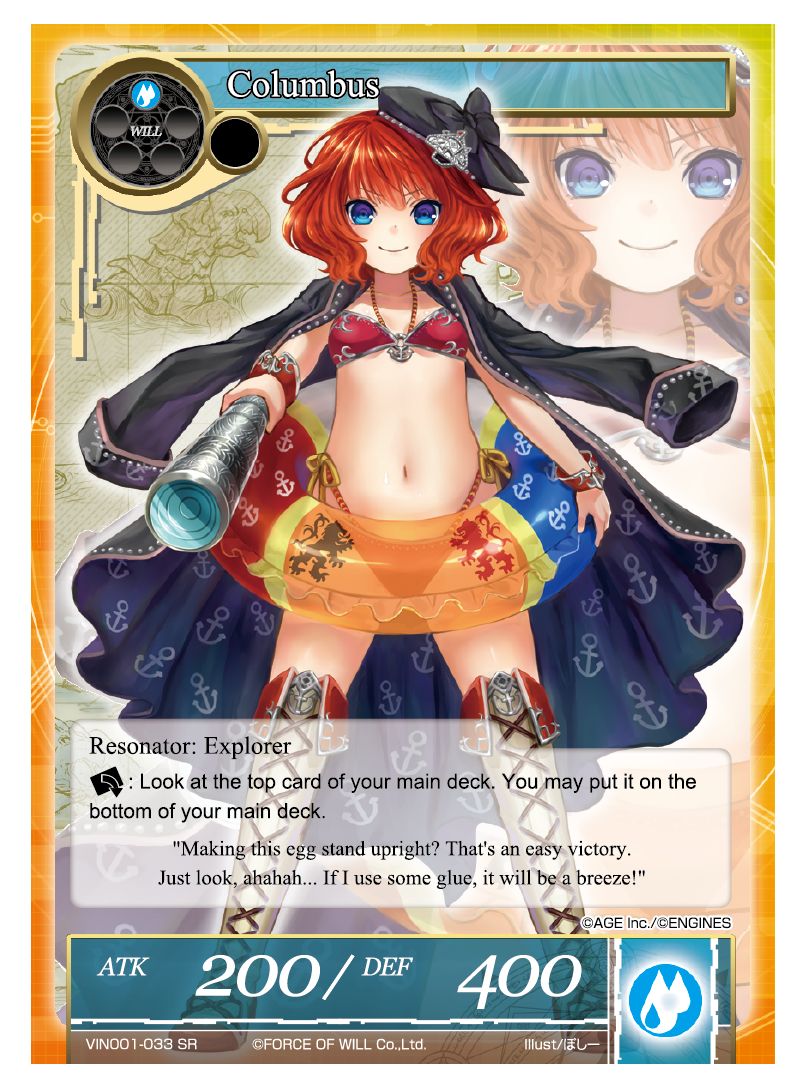 Columbus
WILL
Resonator: Explorer
: Look at the top card of your main deck. You may put it on the
bottom of your main deck.
"Making this egg stand upright? That's an easy victory.
Just look, ahahah... If I use some glue, it will be a breeze!"
©AGE Inc./©ENGINES
ATK 200/ DEF 400
VIN001-033 SR ©FORCE OF WILL Co.,Ltd. Illust/ぽしー